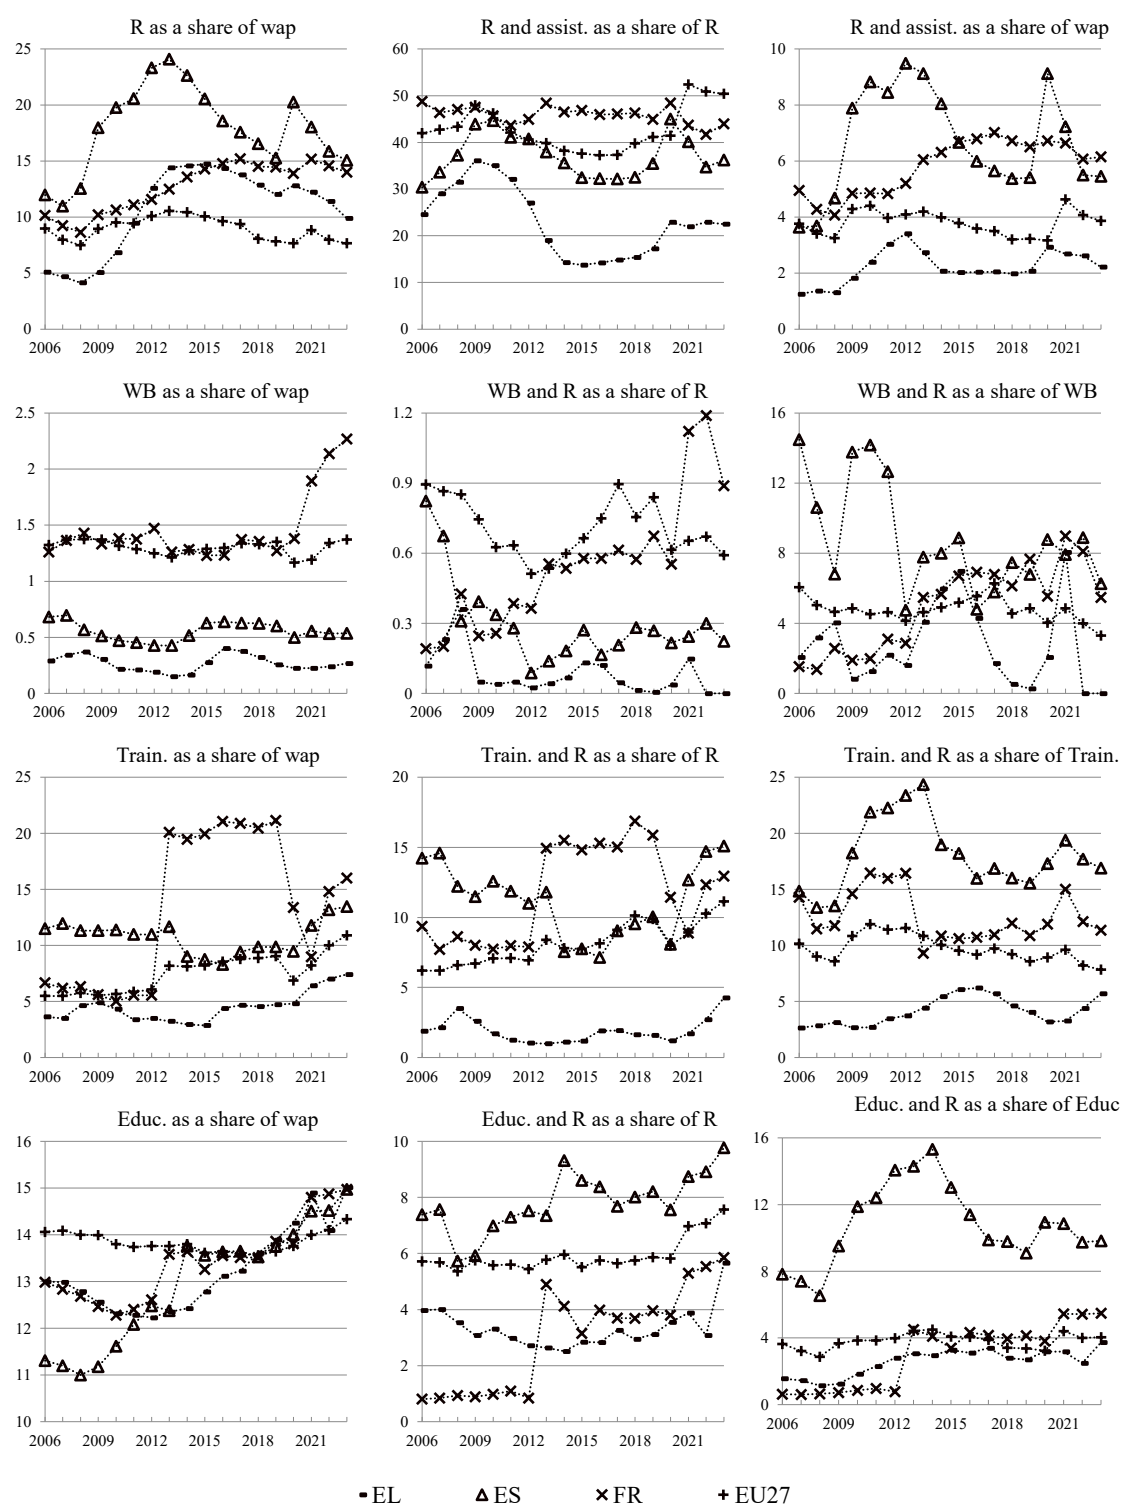 R as a share of wap
R and assist. as a share of R
R and assist. as a share of wap
25
20
15
10
5
0
2006 2009 2012 2015 2018 2021
60
50
40
30
20
10
0
2006 2009 2012 2015 2018 2021
10
8
6
4
2
0
2006 2009 2012 2015 2018 2021
WB as a share of wap
WB and R as a share of R
WB and R as a share of WB
2.5
2
1.5
1
0.5
0
2006 2009 2012 2015 2018 2021
1.2
0.9
0.6
0.3
0
2006 2009 2012 2015 2018 2021
16
12
8
4
0
2006 2009 2012 2015 2018 2021
Train. as a share of wap
Train. and R as a share of R
Train. and R as a share of Train.
25
20
15
10
5
0
2006 2009 2012 2015 2018 2021
20
15
10
5
0
2006 2009 2012 2015 2018 2021
25
20
15
10
5
0
2006 2009 2012 2015 2018 2021
Educ. as a share of wap
Educ. and R as a share of R
Educ. and R as a share of Educ
16
15
14
13
12
11
10
2006 2009 2012 2015 2018 2021
10
8
6
4
2
0
2006 2009 2012 2015 2018 2021
16
12
8
4
0
2006 2009 2012 2015 2018 2021
EL ES FR EU27